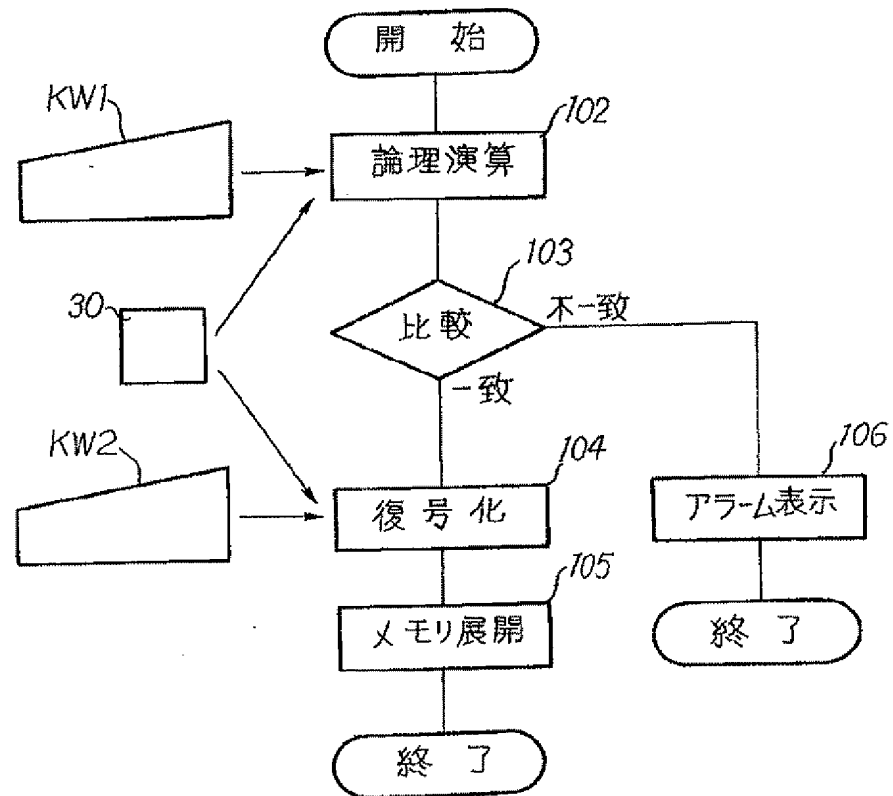 開 始
KW1
102
論理演算
103
30
比較
不一致
一致
KW2
104
106
復号化
アラーム表示
105
メモリ展開
終了
終了